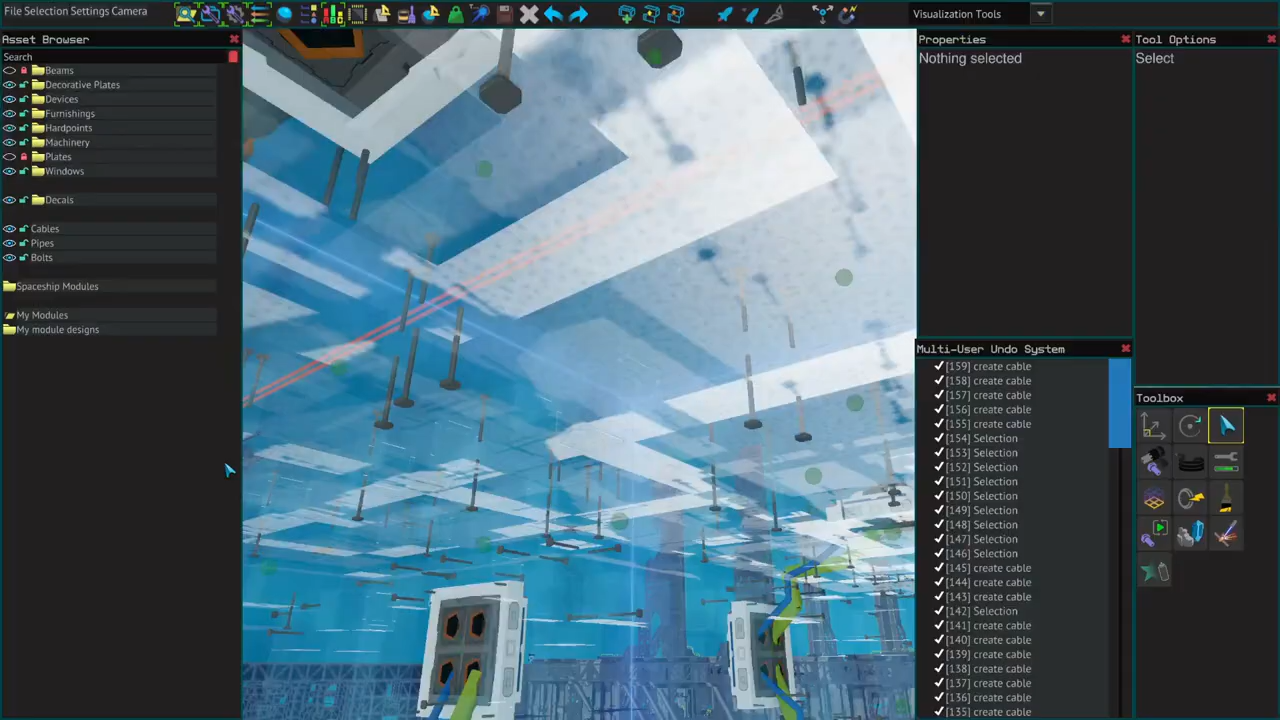 File Selection Settings Camera
Visualization Tools
Asset Browser
Search
Beams
Decorative Plates
Devices
Furnishings
Hardpoints
Machinery
Plates
Windows
Decals
Cables
Pipes
Bolts
Spaceship Modules
My Modules
My module designs
Properties
Nothing selected
Tool Options
Select
Multi-User Undo System
[159] create cable
[158] create cable
[157] create cable
[156] create cable
[155] create cable
[154] Selection
[153] Selection
[152] Selection
[151] Selection
[150] Selection
[149] Selection
[148] Selection
[147] Selection
[146] Selection
[145] create cable
[144] create cable
[143] create cable
[142] Selection
[141] create cable
[140] create cable
[139] create cable
[138] create cable
[137] create cable
[136] create cable
[135] create cable
Toolbox